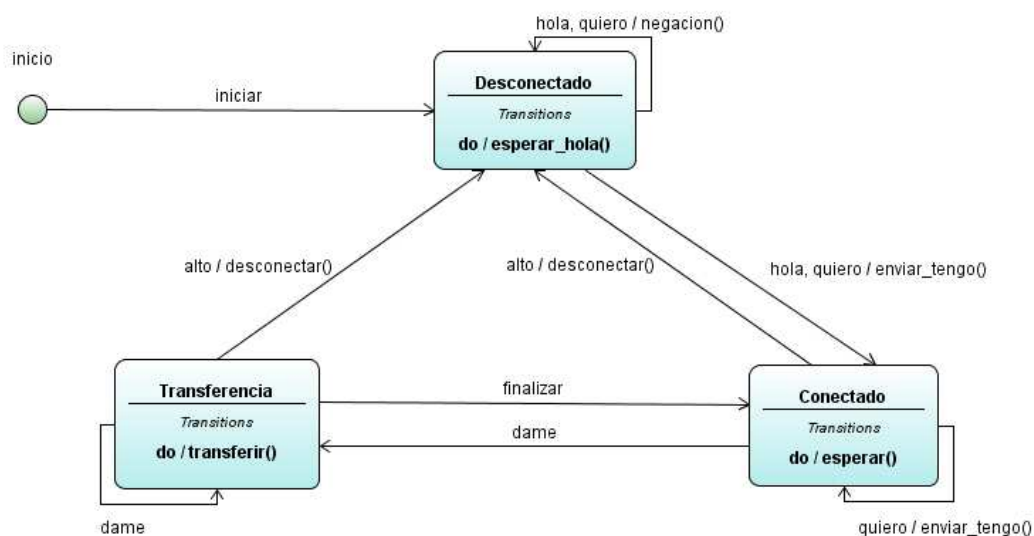 hola, quiero / negacion()
inicio
iniciar
Desconectado
Transitions
do / esperar_hola()
alto / desconectar()
alto / desconectar()
hola, quiero / enviar_tengo()
Transferencia
Transitions
do / transferir()
finalizar
dame
Conectado
Transitions
do / esperar()
dame
quiero / enviar_tengo()